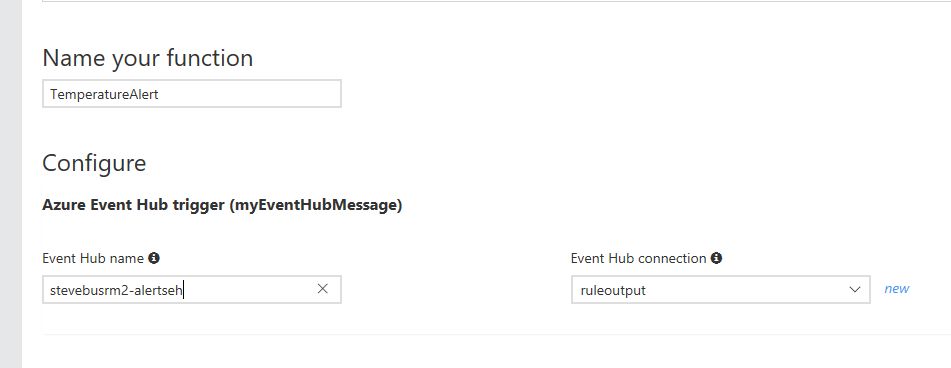 Name your function
TemperatureAlert
Configure
Azure Event Hub trigger (myEventHubMessage)
Event Hub name
Event Hub connection
stevebusrm2-alertseh
ruleoutput
new